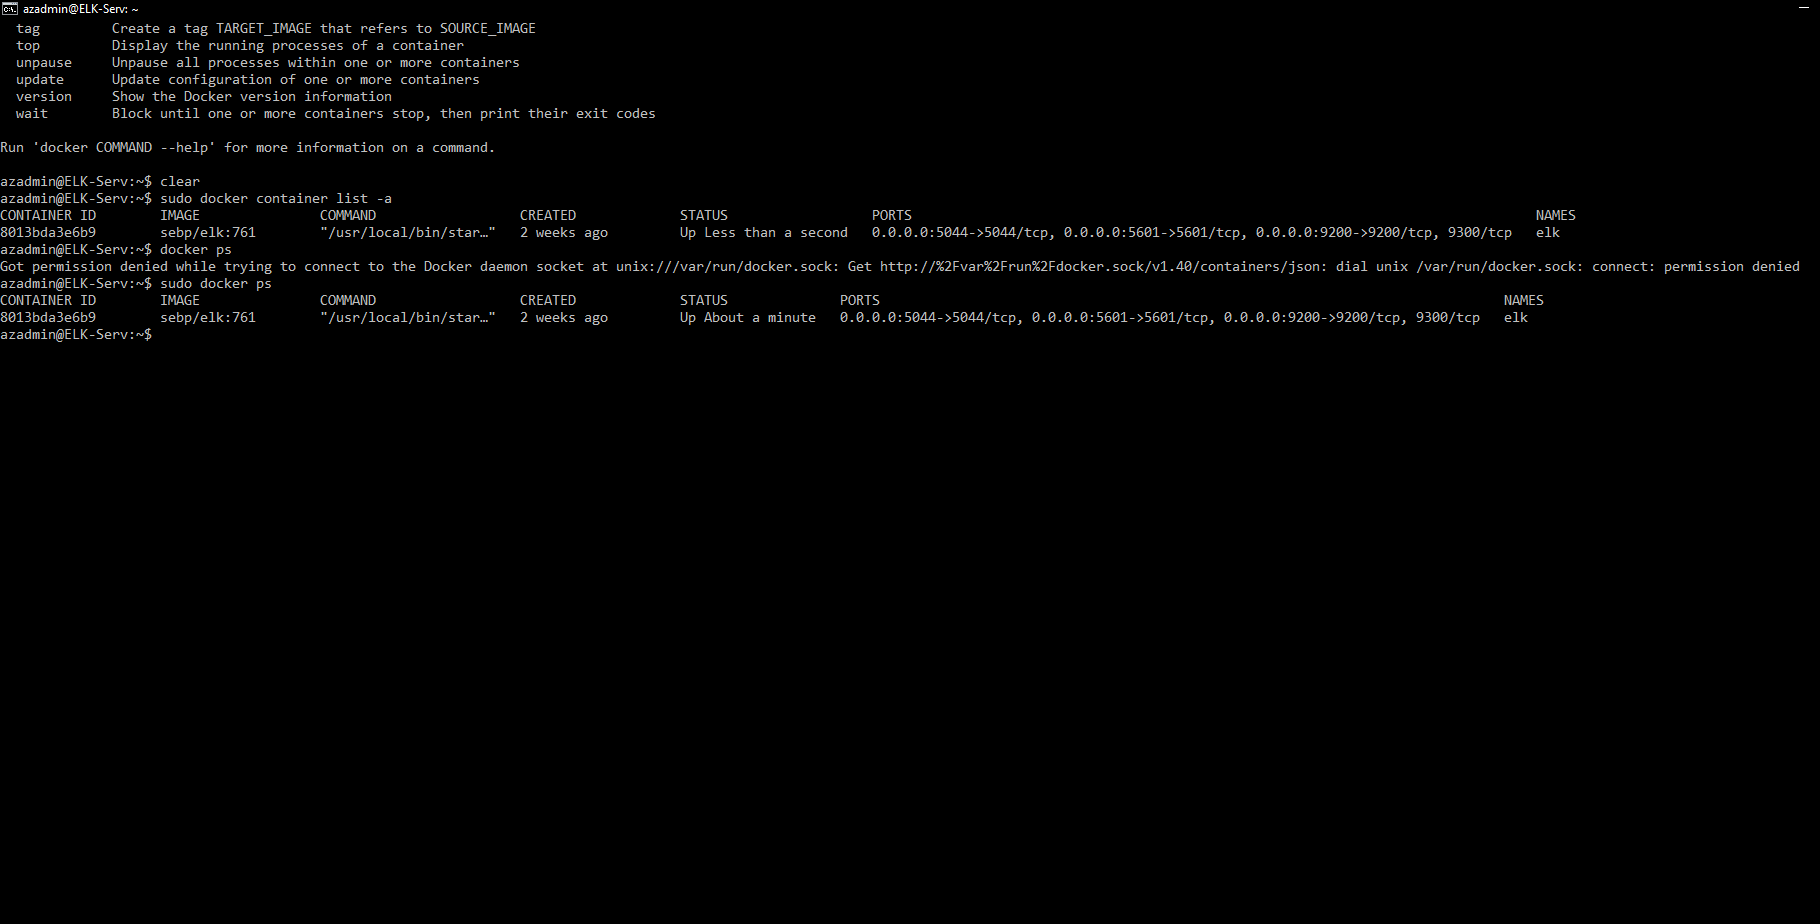 azadmin@ELK-Serv: ~
tag         Create a tag TARGET_IMAGE that refers to SOURCE_IMAGE
top         Display the running processes of a container
unpause     Unpause all processes within one or more containers
update      Update configuration of one or more containers
version     Show the Docker version information
wait        Block until one or more containers stop, then print their exit codes
Run 'docker COMMAND --help' for more information on a command.
azadmin@ELK-Serv:~$ clear
azadmin@ELK-Serv:~$ sudo docker container list -a
CONTAINER ID        IMAGE               COMMAND                  CREATED             STATUS                  PORTS                                                                              NAMES
8013bda3e6b9        sebp/elk:761        "/usr/local/bin/star…"   2 weeks ago         Up Less than a second   0.0.0.0:5044->5044/tcp, 0.0.0.0:5601->5601/tcp, 0.0.0.0:9200->9200/tcp, 9300/tcp   elk
azadmin@ELK-Serv:~$ docker ps
Got permission denied while trying to connect to the Docker daemon socket at unix:///var/run/docker.sock: Get http://%2Fvar%2Frun%2Fdocker.sock/v1.40/containers/json: dial unix /var/run/docker.sock: connect: permission denied
azadmin@ELK-Serv:~$ sudo docker ps
CONTAINER ID        IMAGE               COMMAND                  CREATED             STATUS              PORTS                                                                              NAMES
8013bda3e6b9        sebp/elk:761        "/usr/local/bin/star…"   2 weeks ago         Up About a minute   0.0.0.0:5044->5044/tcp, 0.0.0.0:5601->5601/tcp, 0.0.0.0:9200->9200/tcp, 9300/tcp   elk
azadmin@ELK-Serv:~$